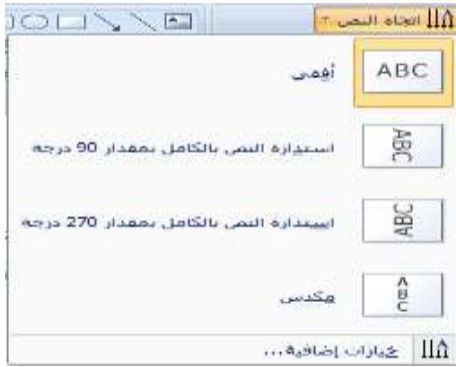 اتجاه النص
ABC
أفقي
ABC
استدارة النص بالكامل بمقدار 90 درجة
ABC
استدارة النص بالكامل بمقدار 270 درجة
ABC
مكدس
خيارات إضافية...